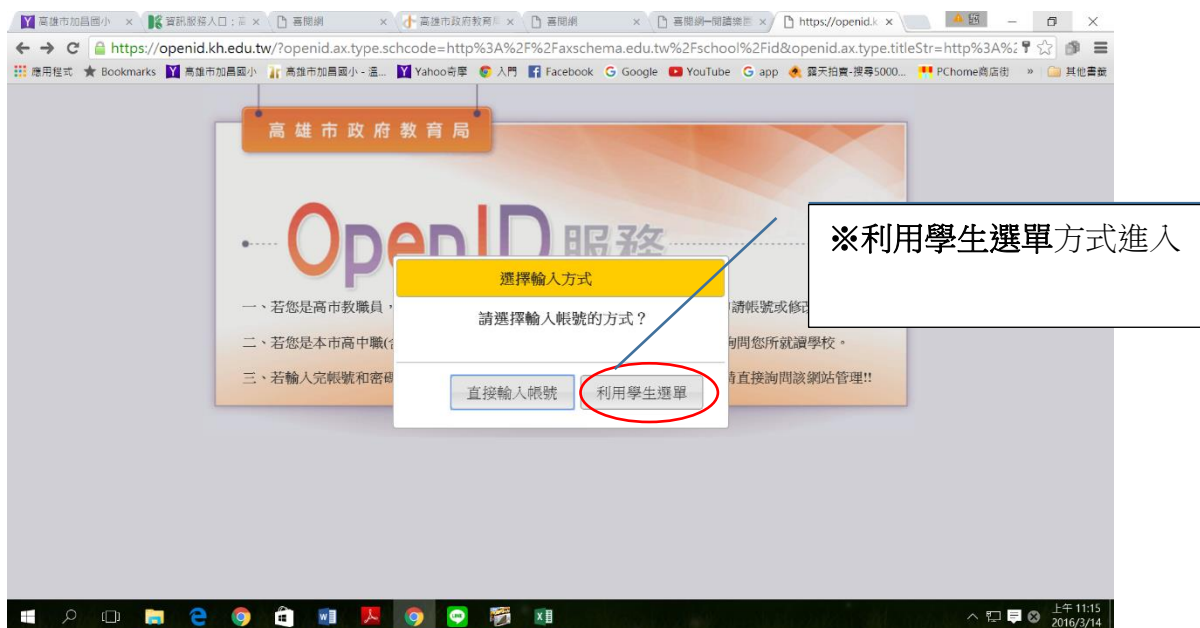 高雄市加昌國小
資訊服務入口：高
喜閱網
高雄市政府教育局
喜閱網
喜閱網─閱讀樂園
https://openid.k
https://openid.kh.edu.tw/?openid.ax.type.schcode=http%3A%2F%2Faxschema.edu.tw%2Fschool%2Fid&openid.ax.type.titleStr=http%3A%2
應用程式 Bookmarks 高雄市加昌國小 高雄市加昌國小 - 溫... Yahoo奇摩 入門 Facebook Google YouTube app 露天拍賣-搜尋5000... PChome商店街 » 其他書籤
高雄市政府教育局
OpenID服務
※利用學生選單方式進入
選擇輸入方式
請選擇輸入帳號的方式？
直接輸入帳號
利用學生選單
一、若您是高市教職員，
請帳號或修改
二、若您是本市高中職(
詢問您所就讀學校。
三、若輸入完帳號和密碼
請直接詢問該網站管理!!
上午 11:15
2016/3/14